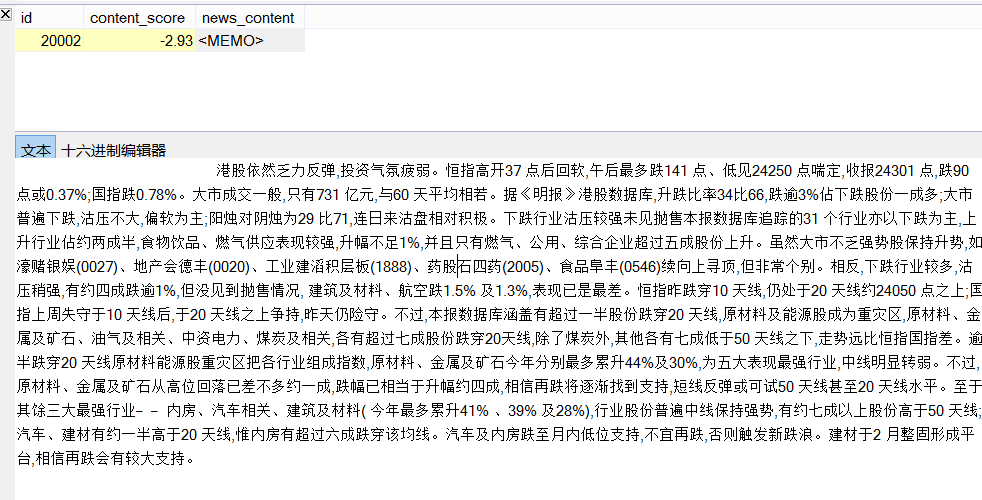 id content_score news_content
20002 -2.93 <MEMO>
文本 十六进制编辑器
港股依然乏力反弹,投资气氛疲弱。恒指高开37 点后回软,午后最多跌141 点、低见24250 点喘定,收报24301 点,跌90
点或0.37%;国指跌0.78%。大市成交一般,只有731 亿元,与60 天平均相若。据《明报》港股数据库,升跌比率34比66,跌逾3%佔下跌股份一成多;大市
普遍下跌,沽压不大,偏软为主;阳烛对阴烛为29 比71,连日来沽盘相对积极。下跌行业沽压较强未见抛售本报数据库追踪的31 个行业亦以下跌为主,上
升行业佔约两成半,食物饮品、燃气供应表现较强,升幅不足1%,并且只有燃气、公用、综合企业超过五成股份上升。虽然大市不乏强势股保持升势,如
濠赌银娱(0027)、地产会德丰(0020)、工业建滔积层板(1888)、药股石四药(2005)、食品阜丰(0546)续向上寻顶,但非常个别。相反,下跌行业较多,沽
压稍强,有约四成跌逾1%,但没见到抛售情况, 建筑及材料、航空跌1.5% 及1.3%,表现已是最差。恒指昨跌穿10 天线,仍处于20 天线约24050 点之上;国
指上周失守于10 天线后,于20 天线之上争持,昨天仍险守。不过,本报数据库涵盖有超过一半股份跌穿20 天线,原材料及能源股成为重灾区,原材料、金
属及矿石、油气及相关、中资电力、煤炭及相关,各有超过七成股份跌穿20天线,除了煤炭外,其他各有七成低于50 天线之下,走势远比恒指国指差。逾
半跌穿20 天线原材料能源股重灾区把各行业组成指数,原材料、金属及矿石今年分别最多累升44%及30%,为五大表现最强行业,中线明显转弱。不过,
原材料、金属及矿石从高位回落已差不多约一成,跌幅已相当于升幅约四成,相信再跌将逐渐找到支持,短线反弹或可试50 天线甚至20 天线水平。至于
其馀三大最强行业- - 内房、汽车相关、建筑及材料( 今年最多累升41% 、39% 及28%),行业股份普遍中线保持强势,有约七成以上股份高于50 天线;
汽车、建材有约一半高于20 天线,惟内房有超过六成跌穿该均线。汽车及内房跌至月内低位支持,不宜再跌,否则触发新跌浪。建材于2 月整固形成平
台,相信再跌会有较大支持。